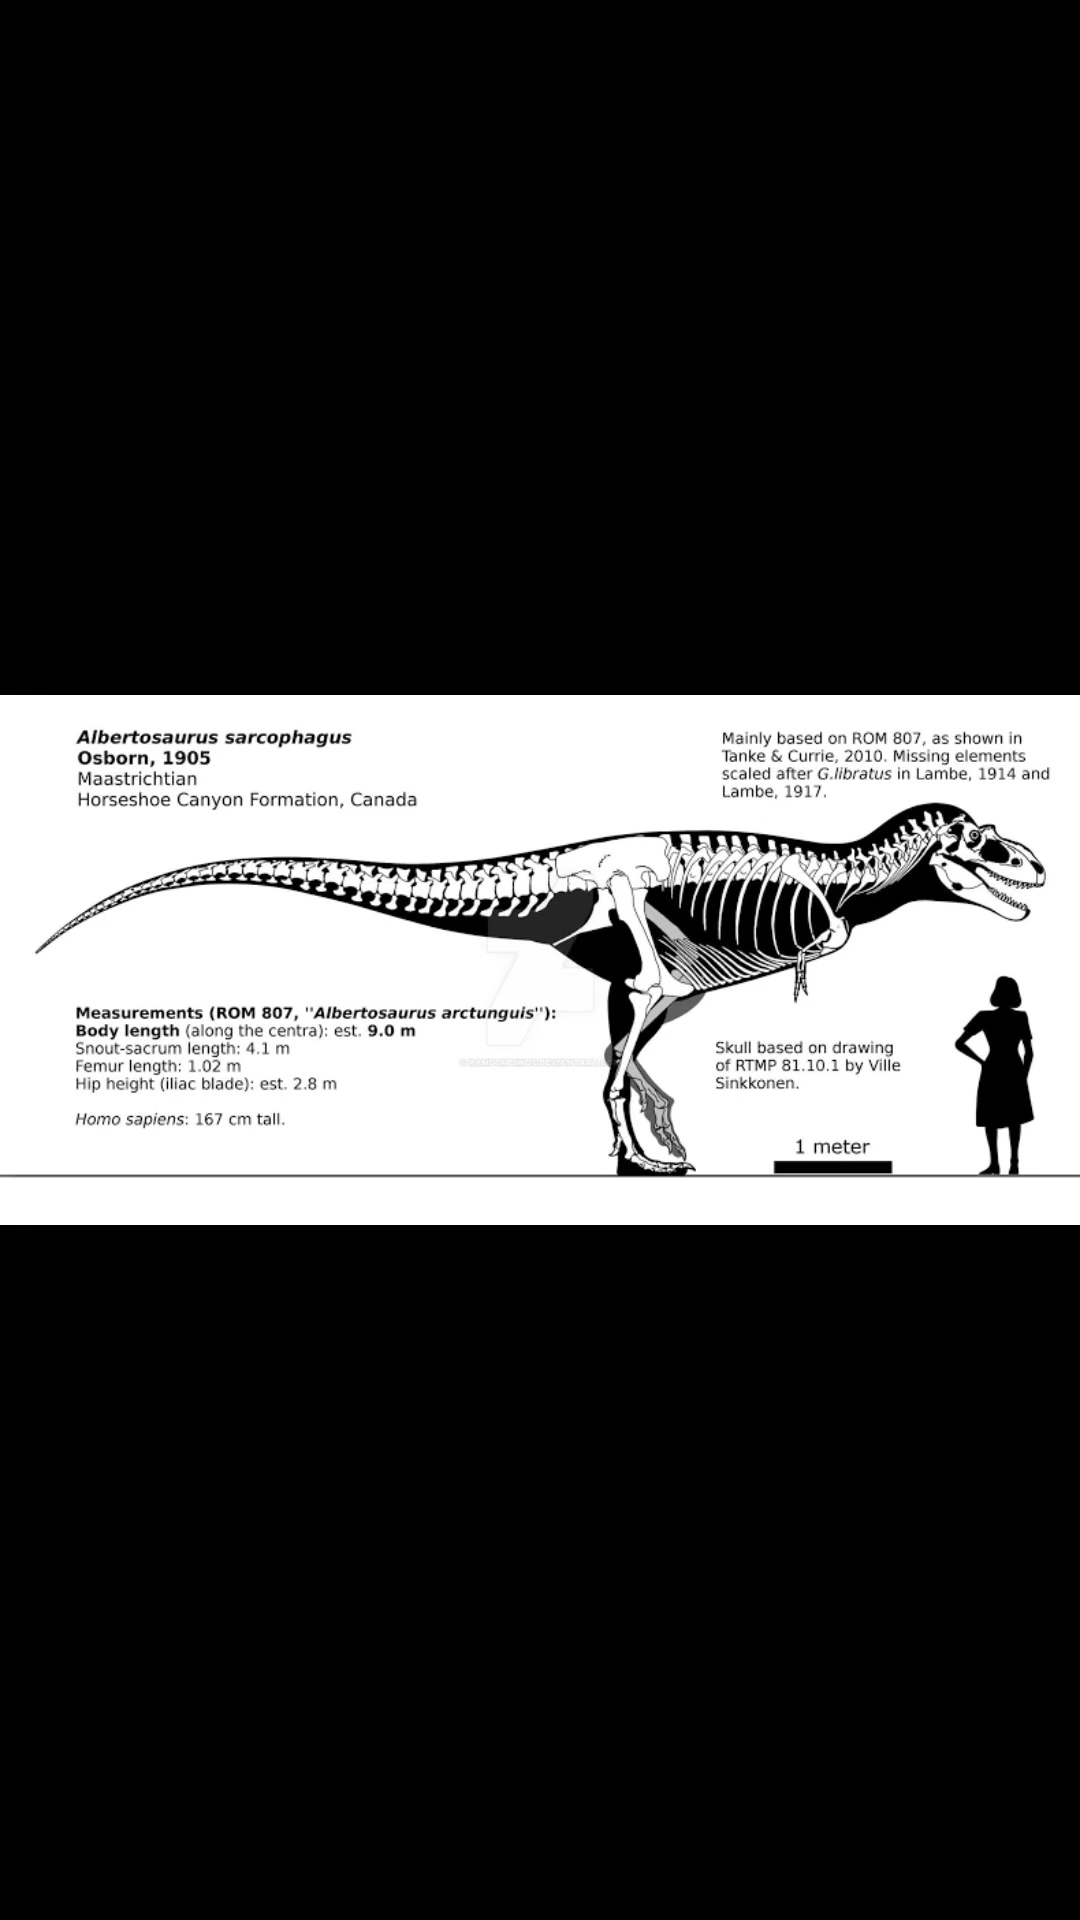 Albertosaurus sarcophagus
Osborn, 1905
Maastrichtian
Horseshoe Canyon Formation, Canada
Mainly based on ROM 807, as shown in
Tanke & Currie, 2010. Missing elements
scaled after G.libratus in Lambe, 1914 and
Lambe, 1917.
Measurements (ROM 807, ''Albertosaurus arctunguis''):
Body length (along the centra): est. 9.0 m
Snout-sacrum length: 4.1 m
Femur length: 1.02 m
Hip height (iliac blade): est. 2.8 m
Homo sapiens: 167 cm tall.
Skull based on drawing
of RTMP 81.10.1 by Ville
Sinkkonen.
1 meter